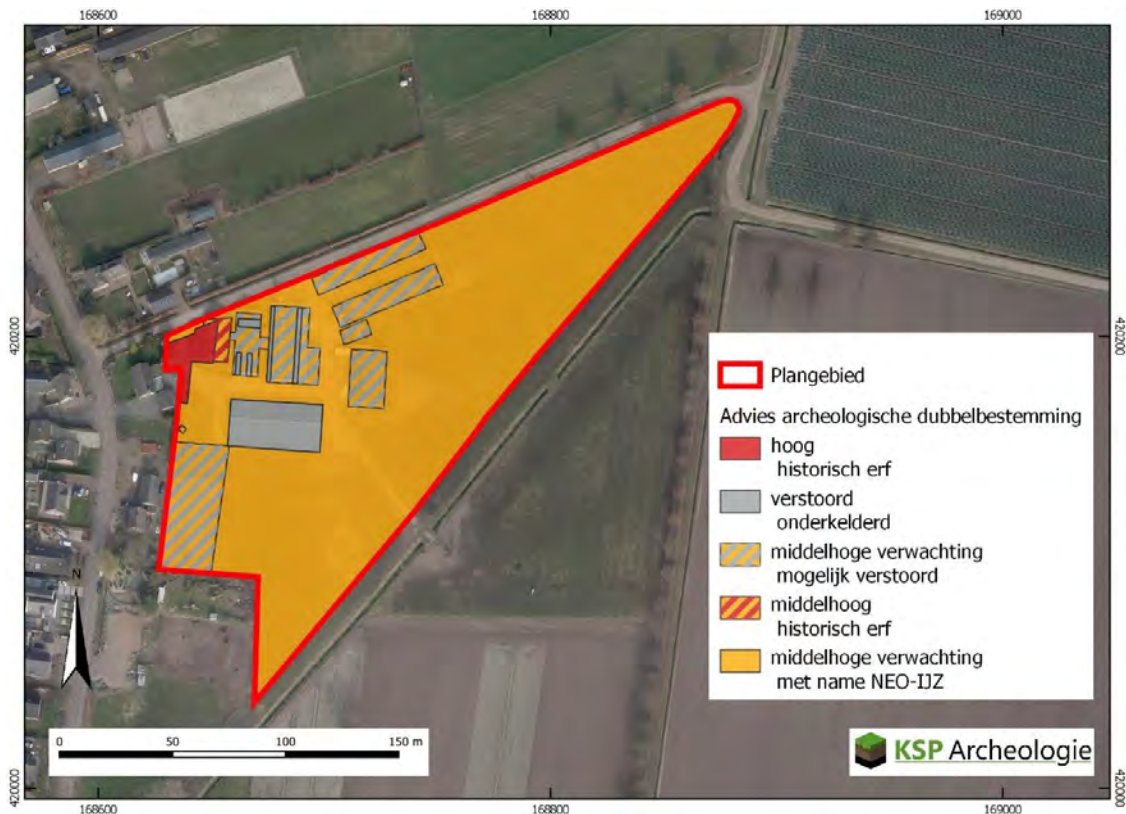 168600
168800
169000
420200
420200
Plangebied
Advies archeologische dubbelbestemming
hoog
historisch erf
verstoord
onderkelderd
middelhoge verwachting
mogelijk verstoord
middelhoog
historisch erf
middelhoge verwachting
met name NEO-IJZ
N
0 50 100 150 m
KSP Archeologie
420000
420000
168600
168800
169000